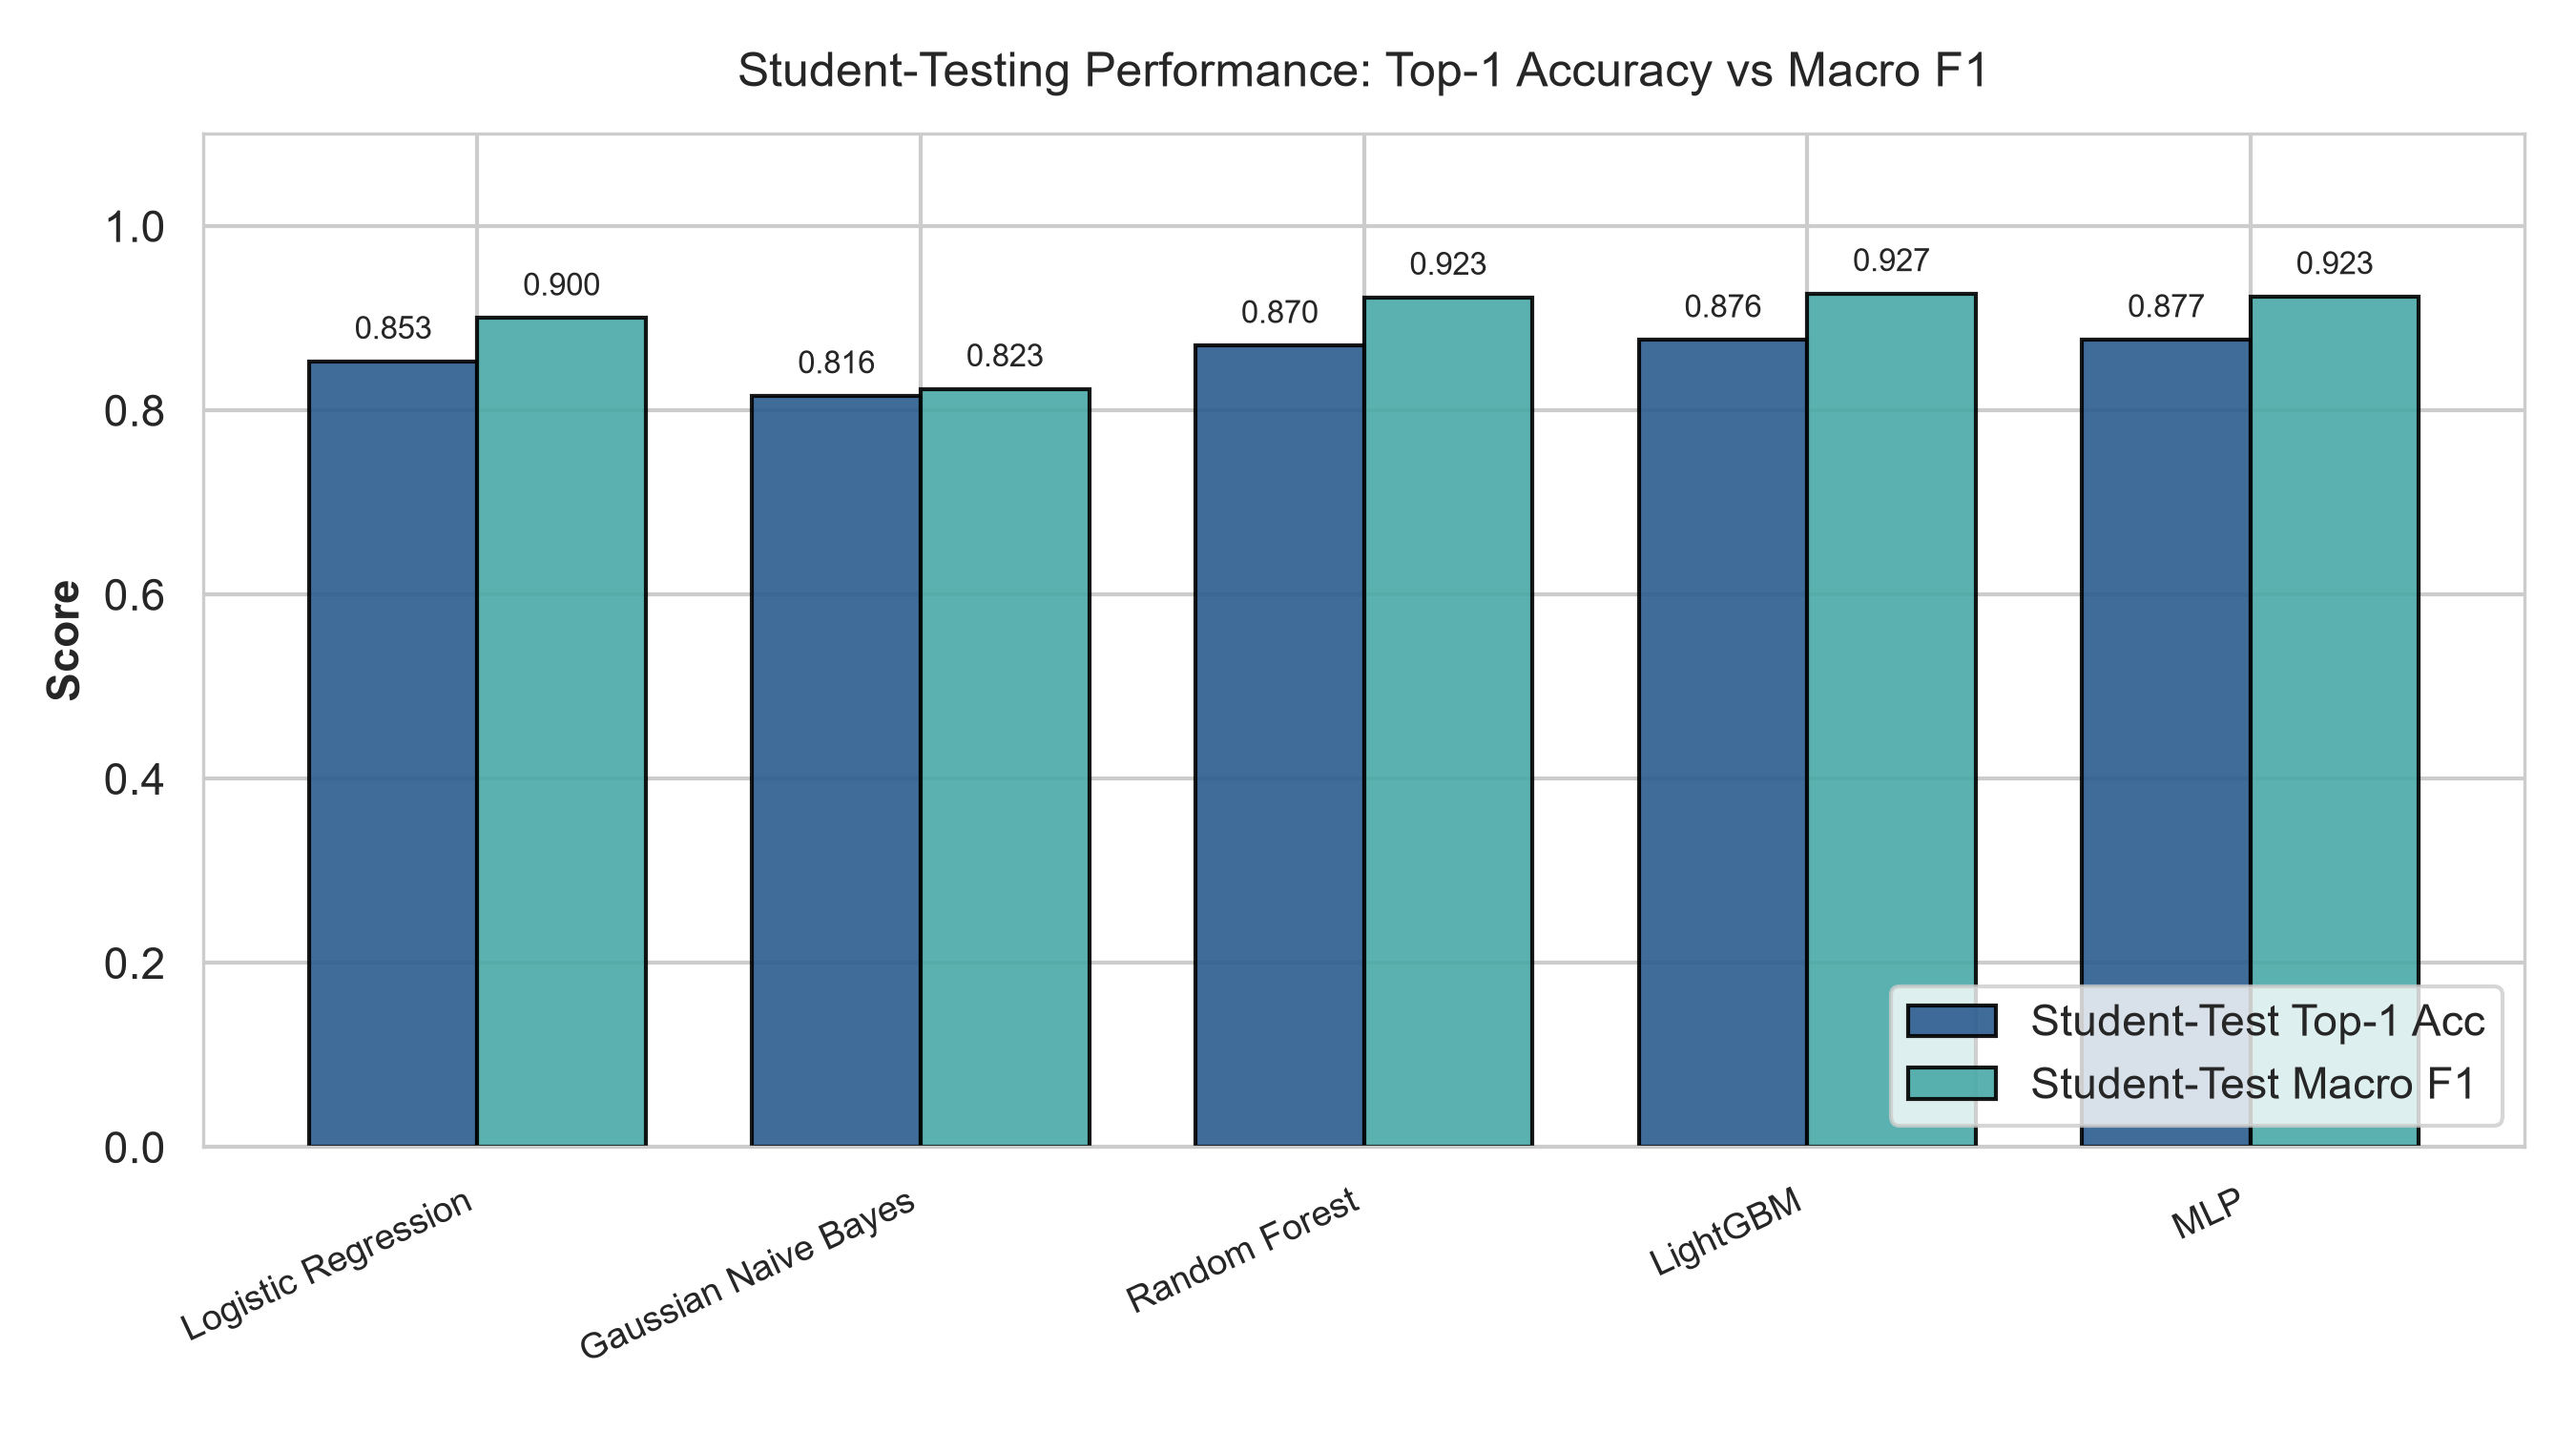 Student-Testing Performance: Top-1 Accuracy vs Macro F1
Score
1.0
0.8
0.6
0.4
0.2
0.0
0.853
0.900
0.816
0.823
0.870
0.923
0.876
0.927
0.877
0.923
Student-Test Top-1 Acc
Student-Test Macro F1
Logistic Regression
Gaussian Naive Bayes
Random Forest
LightGBM
MLP